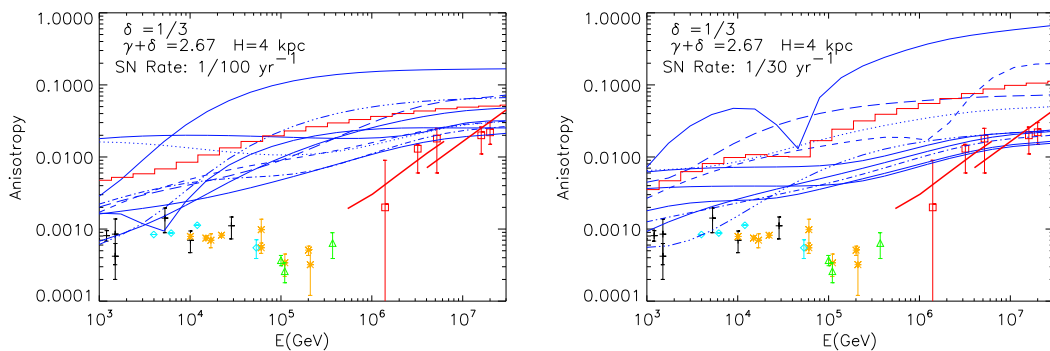 1.0000
0.1000
0.0100
0.0010
0.0001
Anisotropy
δ =1/3
γ+δ =2.67 H=4 kpc
SN Rate: 1/100 yr⁻¹
10³ 10⁴ 10⁵ 10⁶ 10⁷
E(GeV)
1.0000
0.1000
0.0100
0.0010
0.0001
Anisotropy
δ =1/3
γ+δ =2.67 H=4 kpc
SN Rate: 1/30 yr⁻¹
10³ 10⁴ 10⁵ 10⁶ 10⁷
E(GeV)